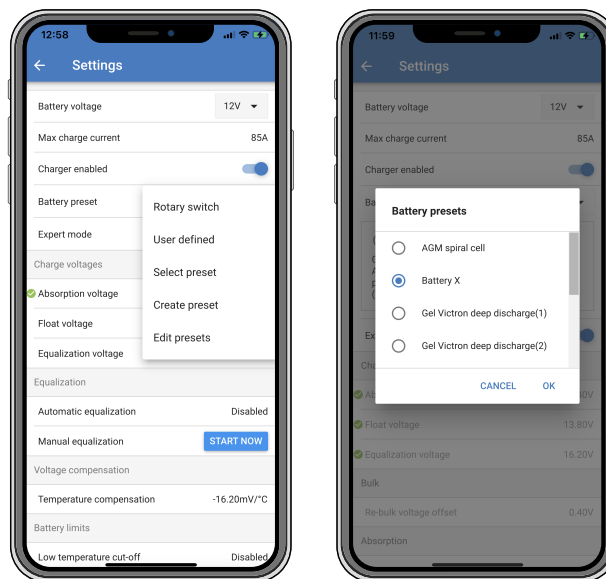 12:58
Settings
Battery voltage 12V
Max charge current 85A
Charger enabled
Battery preset
Rotary switch
Expert mode
User defined
Charge voltages
Select preset
Absorption voltage
Create preset
Float voltage
Edit presets
Equalization voltage
Equalization
Automatic equalization Disabled
Manual equalization START NOW
Voltage compensation
Temperature compensation -16.20mV/°C
Battery limits
Low temperature cut-off Disabled
11:59
Settings
Battery voltage 12V
Max charge current 85A
Charger enabled
Ba
Battery presets
AGM spiral cell
Battery X
Gel Victron deep discharge(1)
Ex
Gel Victron deep discharge(2)
Ch
CANCEL OK
Ab
Float voltage 13.80V
Equalization voltage 16.20V
Bulk
Re-bulk voltage offset 0.40V
Absorption